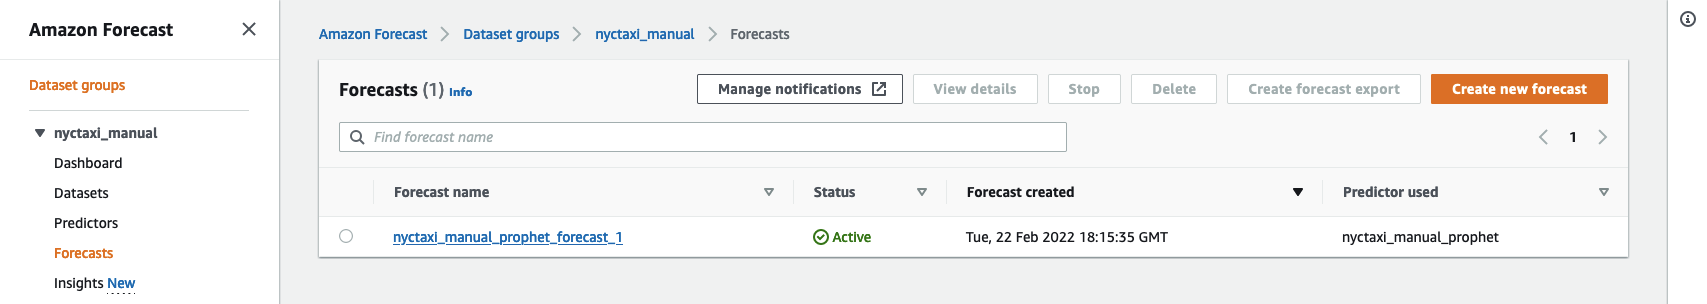 Amazon Forecast
Dataset groups
nyctaxi_manual
Dashboard
Datasets
Predictors
Forecasts
Insights New
Amazon Forecast Dataset groups nyctaxi_manual Forecasts
Forecasts (1) Info
Manage notifications View details Stop Delete Create forecast export Create new forecast
Find forecast name
1
Forecast name Status Forecast created Predictor used
nyctaxi_manual_prophet_forecast_1 Active Tue, 22 Feb 2022 18:15:35 GMT nyctaxi_manual_prophet